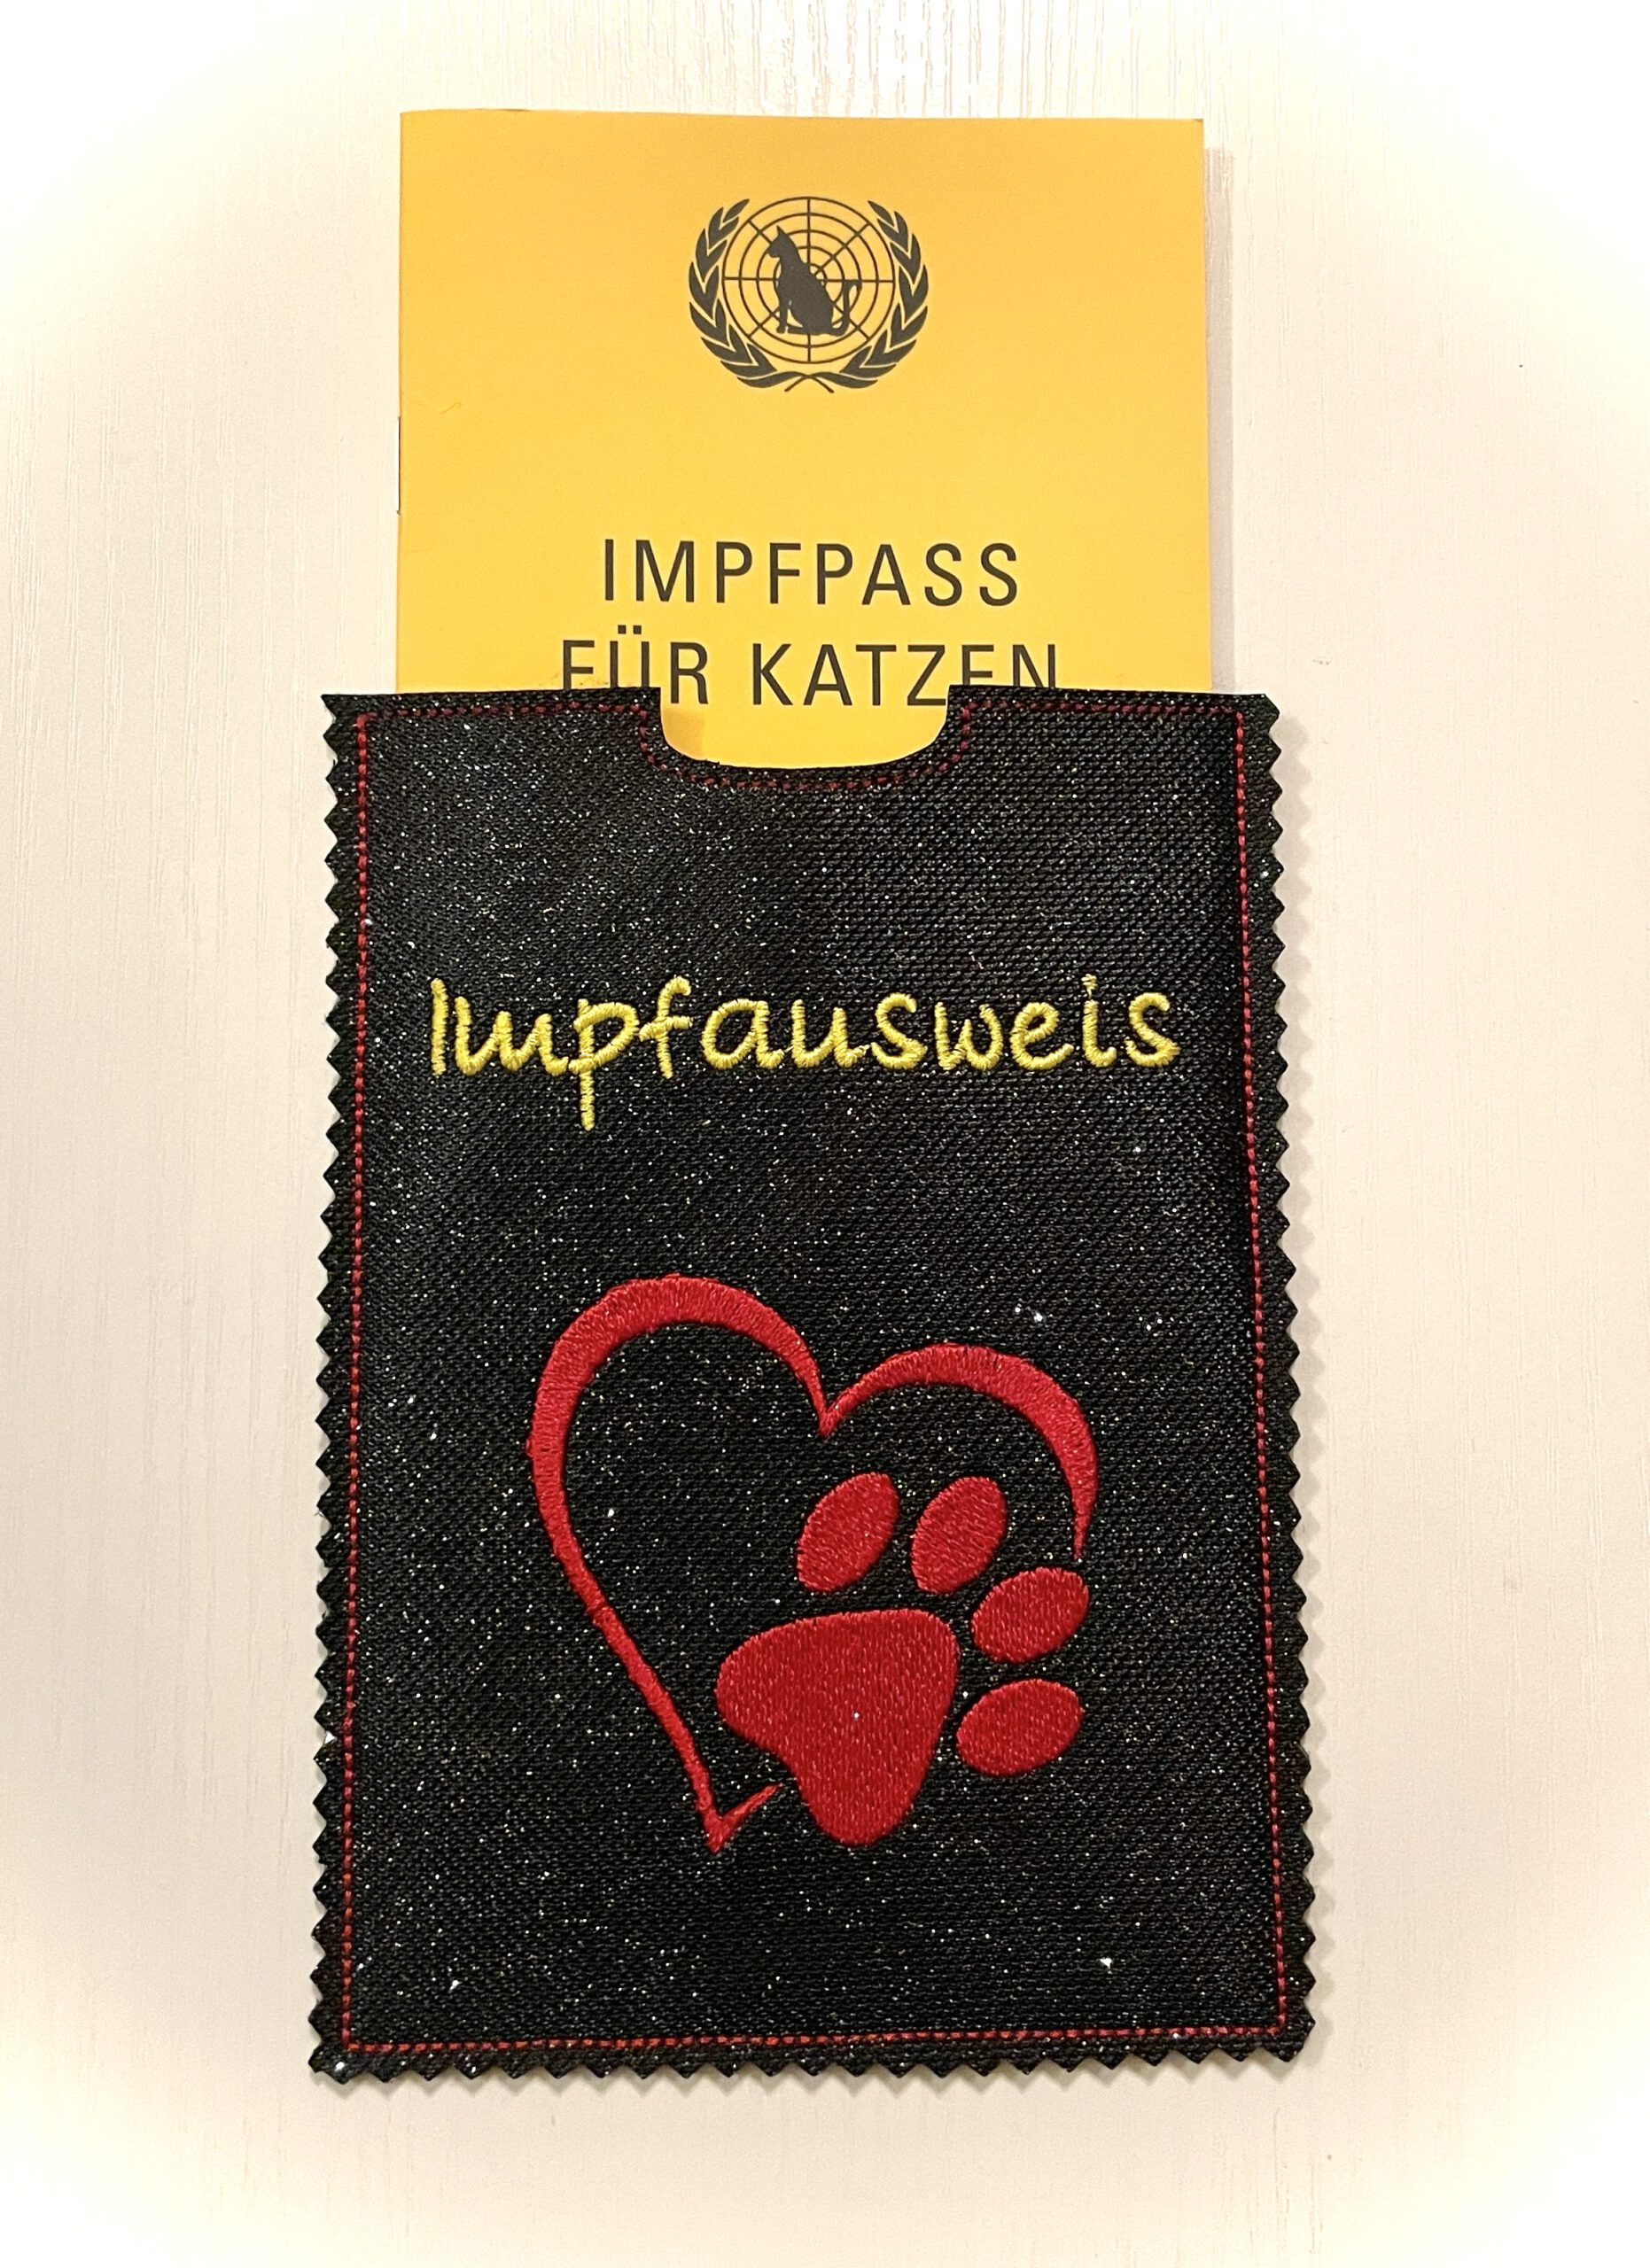 IMPFPASS
FÜR KATZEN
Impfausweis